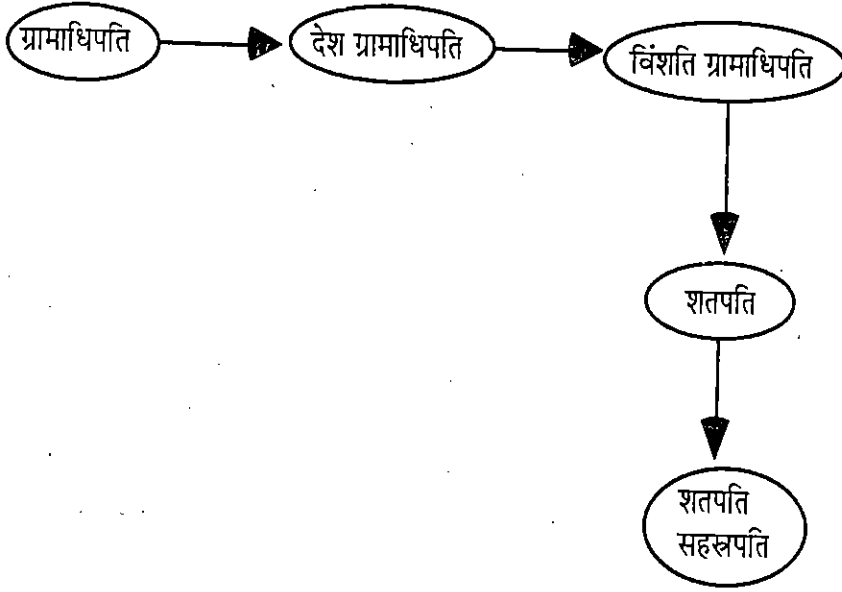 ग्रामाधिपति
देश ग्रामाधिपति
विंशति ग्रामाधिपति
शतपति
शतपति
सहस्रपति